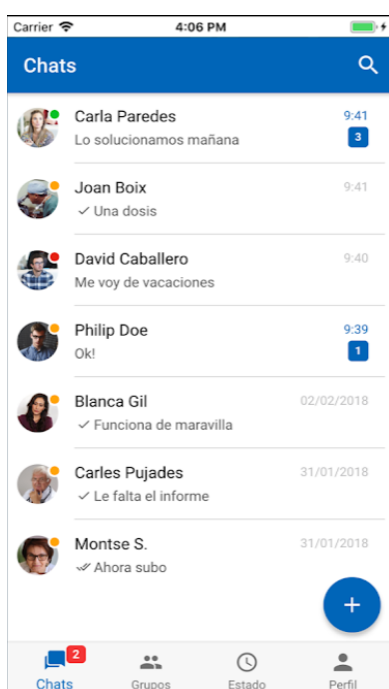 Carrier 4:06 PM
Chats
Carla Paredes 9:41
Lo solucionamos mañana 3
Joan Boix 9:41
Una dosis
David Caballero 9:40
Me voy de vacaciones
Philip Doe 9:39
Ok! 1
Blanca Gil 02/02/2018
Funciona de maravilla
Carles Pujades 31/01/2018
Le falta el informe
Montse S. 31/01/2018
Ahora subo
+
2
Chats Grupos Estado Perfil